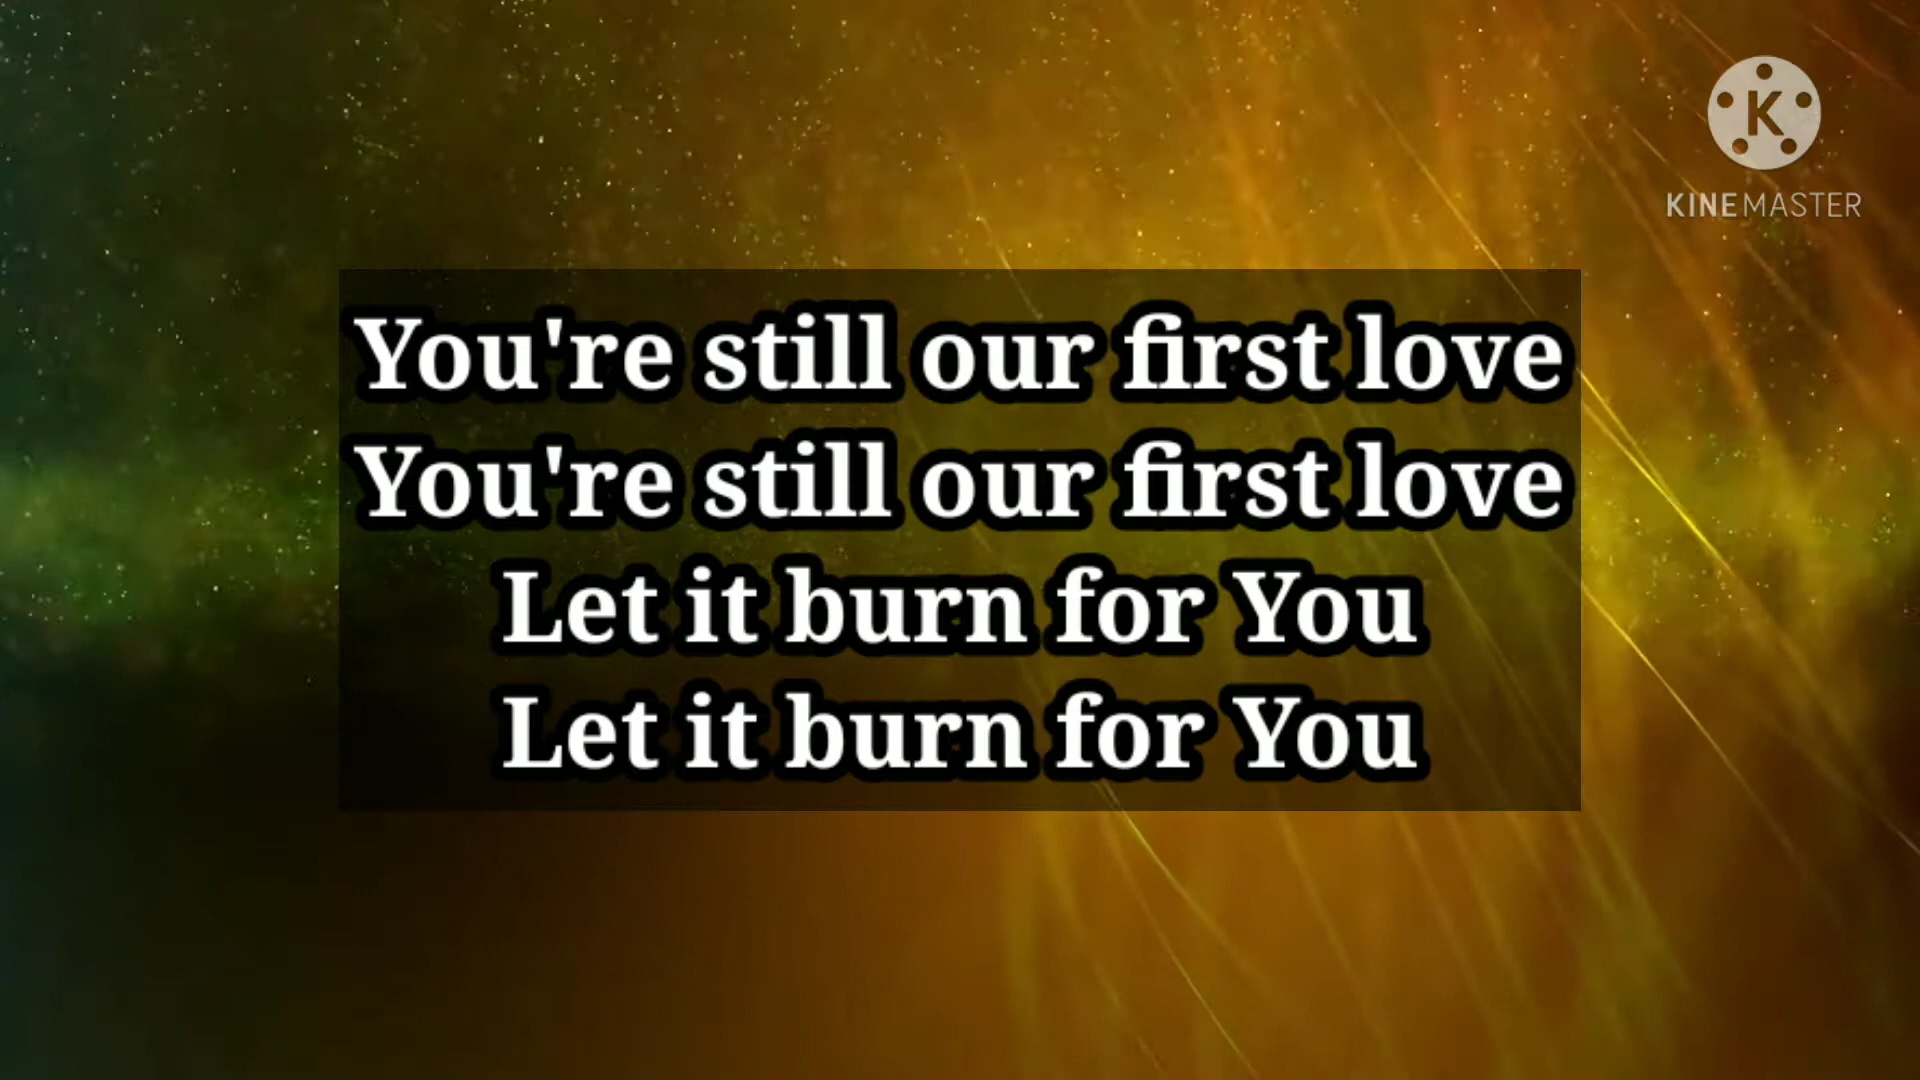 K
KINEMASTER
You're still our first love
You're still our first love
Let it burn for You
Let it burn for You